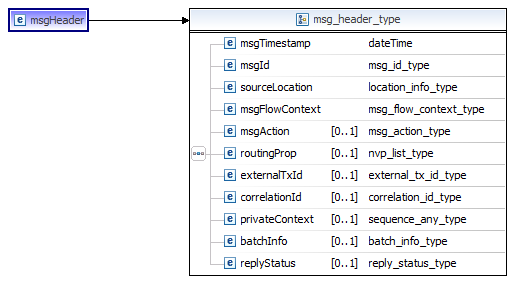 e msgHeader
msg_header_type
e msgTimestamp dateTime
e msgId msg_id_type
e sourceLocation location_info_type
e msgFlowContext msg_flow_context_type
e msgAction [0..1] msg_action_type
e routingProp [0..1] nvp_list_type
e externalTxId [0..1] external_tx_id_type
e correlationId [0..1] correlation_id_type
e privateContext [0..1] sequence_any_type
e batchInfo [0..1] batch_info_type
e replyStatus [0..1] reply_status_type